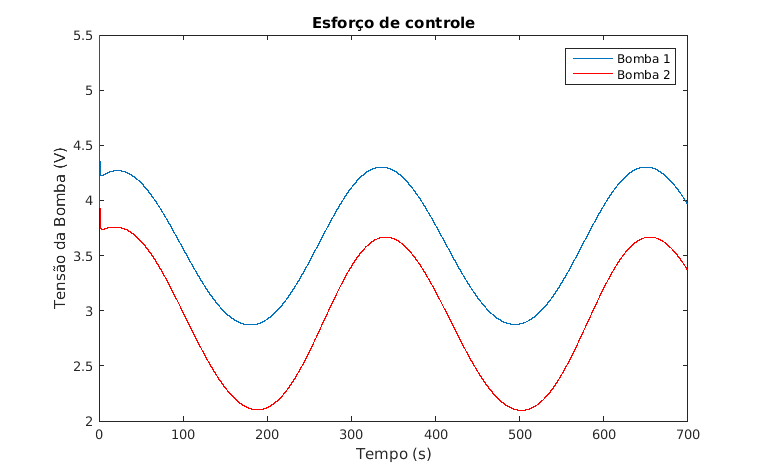 Esforço de controle
5.5
5
4.5
4
3.5
3
2.5
2
Tensão da Bomba (V)
Bomba 1
Bomba 2
0 100 200 300 400 500 600 700
Tempo (s)